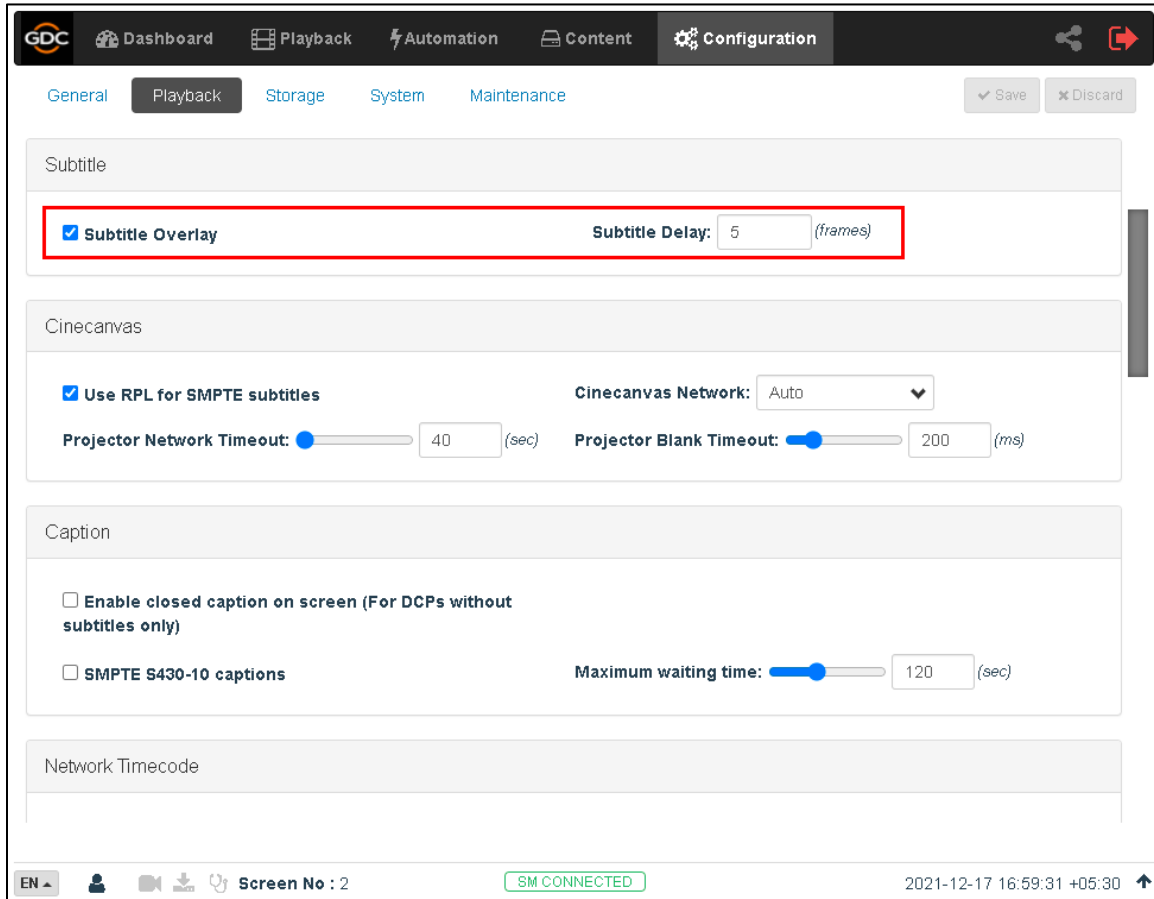 GDC Dashboard Playback Automation Content Configuration
General Playback Storage System Maintenance Save Discard
Subtitle
Subtitle Overlay Subtitle Delay: 5 (frames)
Cinecanvas
Use RPL for SMPTE subtitles Cinecanvas Network: Auto
Projector Network Timeout: 40 (sec) Projector Blank Timeout: 200 (ms)
Caption
Enable closed caption on screen (For DCPs without
subtitles only)
SMPTE S430-10 captions Maximum waiting time: 120 (sec)
Network Timecode
EN Screen No : 2 SM CONNECTED 2021-12-17 16:59:31 +05:30